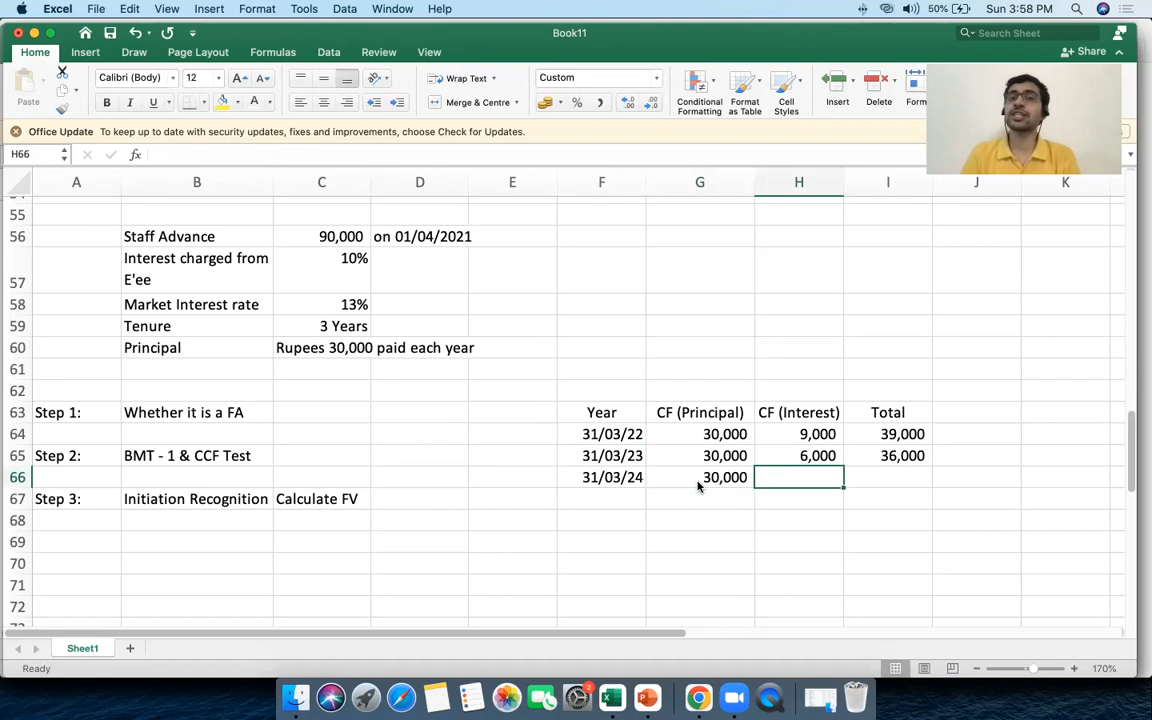 Excel File Edit View Insert Format Tools Data Window Help 50% Sun 3:58 PM
Book11
Search Sheet
Home Insert Draw Page Layout Formulas Data Review View
Share
Paste
Calibri (Body) 12
Wrap Text
Custom
B I U
Merge & Centre
Conditional Formatting
Format as Table
Cell Styles
Insert
Delete
Form
Office Update To keep up to date with security updates, fixes and improvements, choose Check for Updates.
H66 fx
A B C D E F G H I J K
55
56 Staff Advance 90,000 on 01/04/2021
Interest charged from
57 E'ee 10%
58 Market Interest rate 13%
59 Tenure 3 Years
60 Principal Rupees 30,000 paid each year
61
62
63 Step 1: Whether it is a FA Year CF (Principal) CF (Interest) Total
64 31/03/22 30,000 9,000 39,000
65 Step 2: BMT - 1 & CCF Test 31/03/23 30,000 6,000 36,000
66 31/03/24 30,000
67 Step 3: Initiation Recognition Calculate FV
68
69
70
71
72
Sheet1
Ready 170%